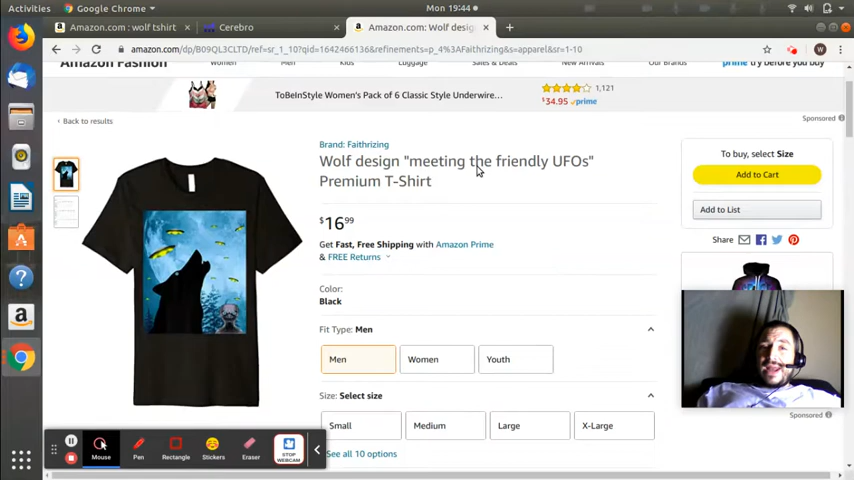 Activities
Google Chrome
Mon 19:44
Amazon.com : wolf tshirt
Cerebro
Amazon.com: Wolf desig
amazon.com/dp/B09QL3CLTD/ref=sr_1_10?qid=1642466136&refinements=p_4%3AFaithrizing&s=apparel&sr=1-10
Amazon Fashion
Women
Men
Kids
Luggage
Sales & Deals
New Arrivals
Our Brands
prime try before you buy
ToBeInStyle Women's Pack of 6 Classic Style Underwire...
1,121
$34.95 prime
Sponsored
‹ Back to results
Brand: Faithrizing
Wolf design "meeting the friendly UFOs"
Premium T-Shirt
$16.99
Get Fast, Free Shipping with Amazon Prime
& FREE Returns
Color:
Black
Fit Type: Men
Men
Women
Youth
Size: Select size
Small
Medium
Large
X-Large
See all 10 options
To buy, select Size
Add to Cart
Add to List
Share
Sponsored
Mouse
Pen
Rectangle
Stickers
Eraser
STOP
WEBCAM